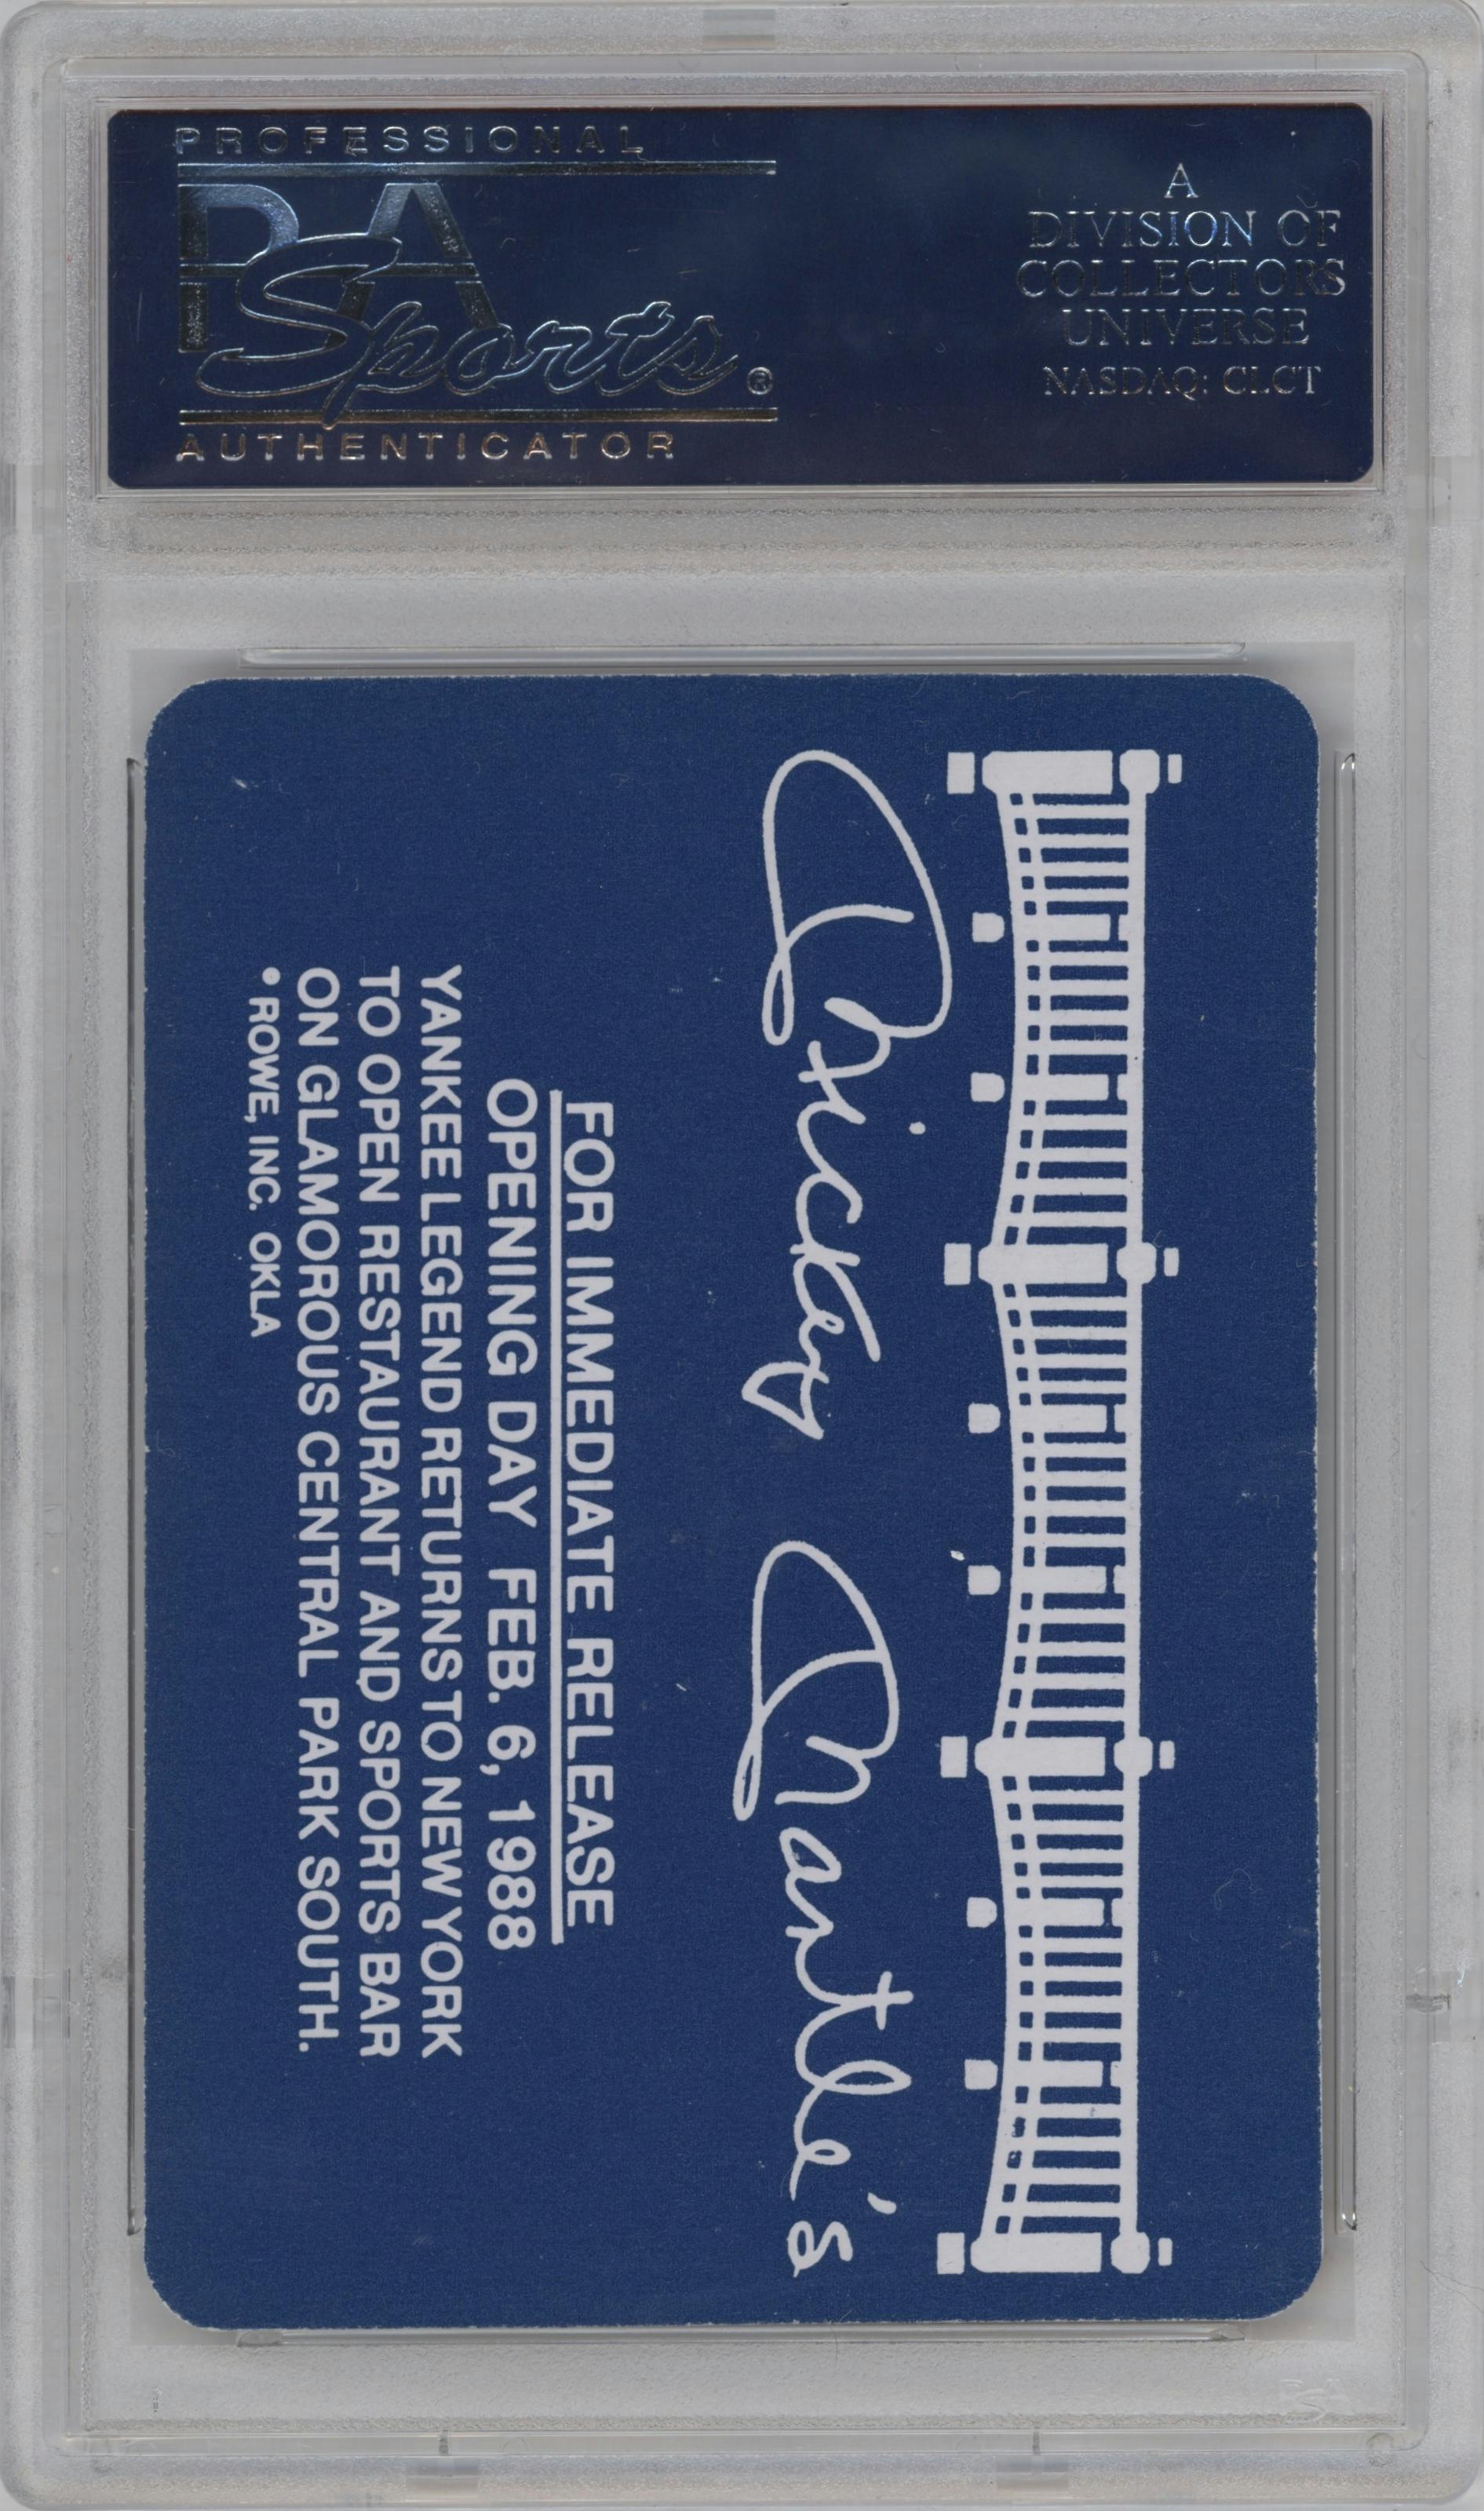 PROFESSIONAL
PSA
Sports®
AUTHENTICATOR
A
DIVISION OF
COLLECTORS
UNIVERSE
NASDAQ: CLCT
Mickey Mantle's
FOR IMMEDIATE RELEASE
OPENING DAY FEB. 6, 1988
YANKEE LEGEND RETURNS TO NEW YORK
TO OPEN RESTAURANT AND SPORTS BAR
ON GLAMOROUS CENTRAL PARK SOUTH.
• ROWE, INC. OKLA
PSA